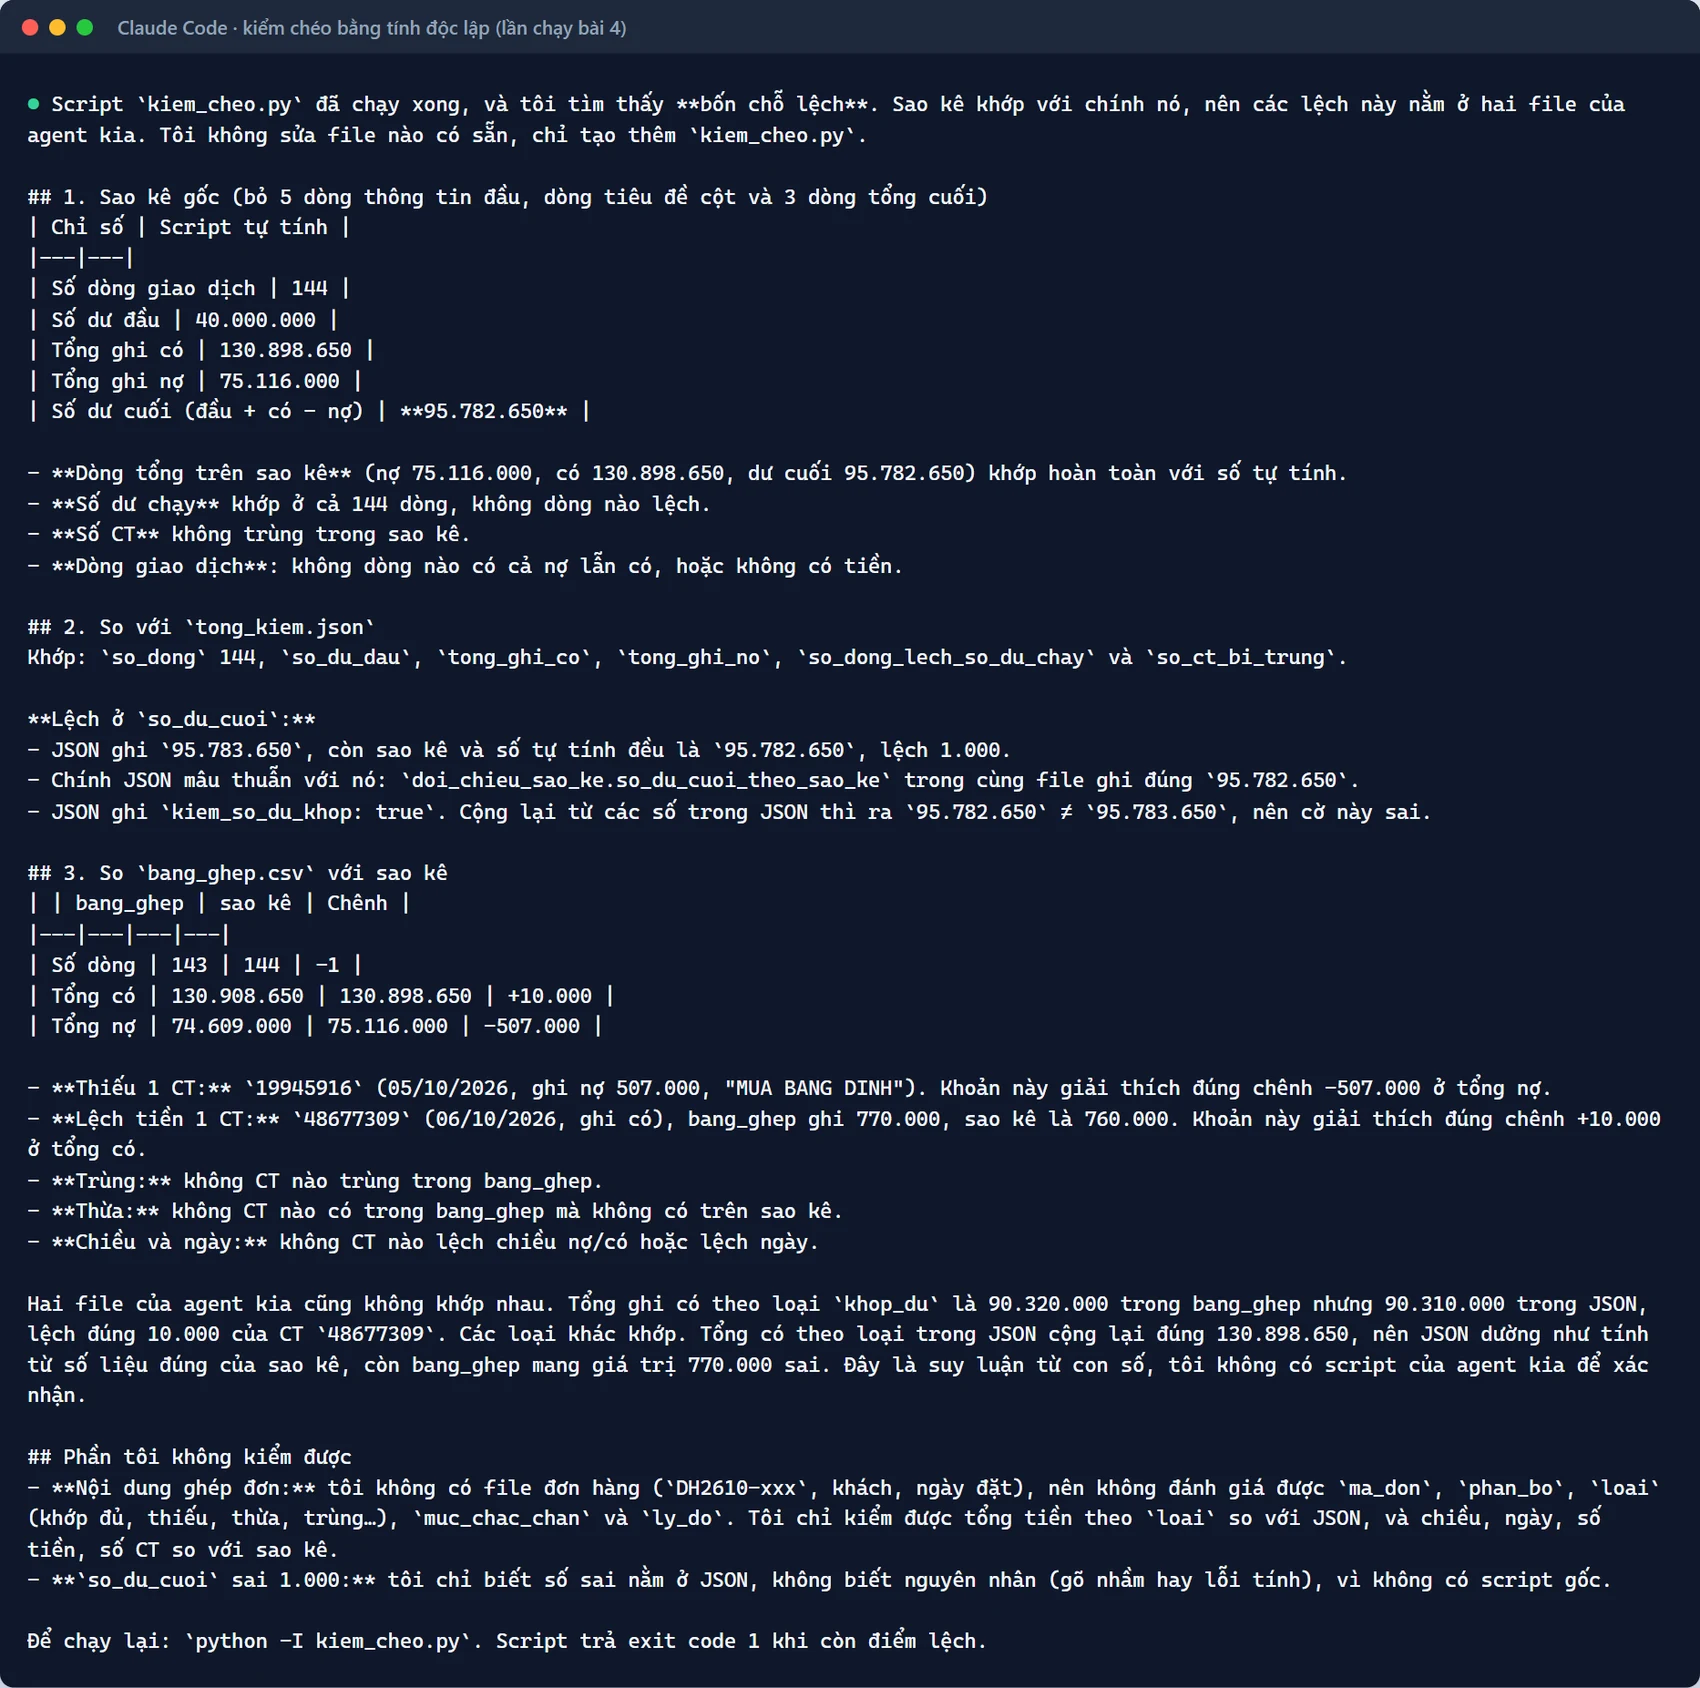 Claude Code · kiểm chéo bằng tính độc lập (lần chạy bài 4)
● Script `kiem_cheo.py` đã chạy xong, và tôi tìm thấy **bốn chỗ lệch**. Sao kê khớp với chính nó, nên các lệch này nằm ở hai file của
agent kia. Tôi không sửa file nào có sẵn, chỉ tạo thêm `kiem_cheo.py`.
## 1. Sao kê gốc (bỏ 5 dòng thông tin đầu, dòng tiêu đề cột và 3 dòng tổng cuối)
| Chỉ số | Script tự tính |
|---|---|
| Số dòng giao dịch | 144 |
| Số dư đầu | 40.000.000 |
| Tổng ghi có | 130.898.650 |
| Tổng ghi nợ | 75.116.000 |
| Số dư cuối (đầu + có − nợ) | **95.782.650** |
- **Dòng tổng trên sao kê** (nợ 75.116.000, có 130.898.650, dư cuối 95.782.650) khớp hoàn toàn với số tự tính.
- **Số dư chạy** khớp ở cả 144 dòng, không dòng nào lệch.
- **Số CT** không trùng trong sao kê.
- **Dòng giao dịch**: không dòng nào có cả nợ lẫn có, hoặc không có tiền.
## 2. So với `tong_kiem.json`
Khớp: `so_dong` 144, `so_du_dau`, `tong_ghi_co`, `tong_ghi_no`, `so_dong_lech_so_du_chay` và `so_ct_bi_trung`.
**Lệch ở `so_du_cuoi`:**
- JSON ghi `95.783.650`, còn sao kê và số tự tính đều là `95.782.650`, lệch 1.000.
- Chính JSON mâu thuẫn với nó: `doi_chieu_sao_ke.so_du_cuoi_theo_sao_ke` trong cùng file ghi đúng `95.782.650`.
- JSON ghi `kiem_so_du_khop: true`. Cộng lại từ các số trong JSON thì ra `95.782.650` ≠ `95.783.650`, nên cờ này sai.
## 3. So `bang_ghep.csv` với sao kê
| | bang_ghep | sao kê | Chênh |
|---|---|---|---|
| Số dòng | 143 | 144 | −1 |
| Tổng có | 130.908.650 | 130.898.650 | +10.000 |
| Tổng nợ | 74.609.000 | 75.116.000 | −507.000 |
- **Thiếu 1 CT:** `19945916` (05/10/2026, ghi nợ 507.000, "MUA BANG DINH"). Khoản này giải thích đúng chênh −507.000 ở tổng nợ.
- **Lệch tiền 1 CT:** `48677309` (06/10/2026, ghi có), bang_ghep ghi 770.000, sao kê là 760.000. Khoản này giải thích đúng chênh +10.000
ở tổng có.
- **Trùng:** không CT nào trùng trong bang_ghep.
- **Thừa:** không CT nào có trong bang_ghep mà không có trên sao kê.
- **Chiều và ngày:** không CT nào lệch chiều nợ/có hoặc lệch ngày.
Hai file của agent kia cũng không khớp nhau. Tổng ghi có theo loại `khop_du` là 90.320.000 trong bang_ghep nhưng 90.310.000 trong JSON,
lệch đúng 10.000 của CT `48677309`. Các loại khác khớp. Tổng có theo loại trong JSON cộng lại đúng 130.898.650, nên JSON dường như tính
từ số liệu đúng của sao kê, còn bang_ghep mang giá trị 770.000 sai. Đây là suy luận từ con số, tôi không có script của agent kia để xác
nhận.
## Phần tôi không kiểm được
- **Nội dung ghép đơn:** tôi không có file đơn hàng (`DH2610-xxx`, khách, ngày đặt), nên không đánh giá được `ma_don`, `phan_bo`, `loai`
(khớp đủ, thiếu, thừa, trùng…), `muc_chac_chan` và `ly_do`. Tôi chỉ kiểm được tổng tiền theo `loai` so với JSON, và chiều, ngày, số
tiền, số CT so với sao kê.
- **`so_du_cuoi` sai 1.000:** tôi chỉ biết số sai nằm ở JSON, không biết nguyên nhân (gõ nhầm hay lỗi tính), vì không có script gốc.
Để chạy lại: `python -I kiem_cheo.py`. Script trả exit code 1 khi còn điểm lệch.